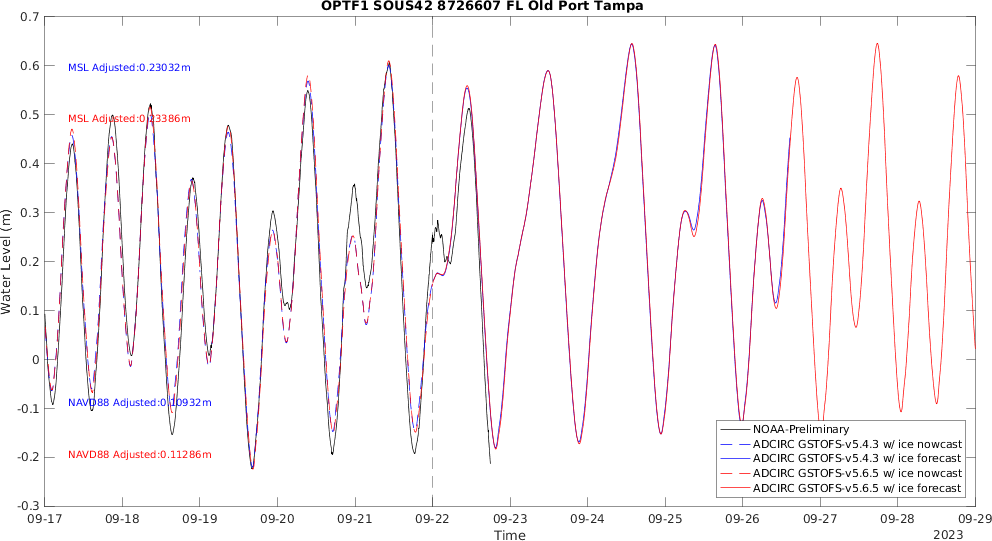 OPTF1 SOUS42 8726607 FL Old Port Tampa
0.7
0.6
0.5
0.4
0.3
0.2
0.1
0
-0.1
-0.2
-0.3
Water Level (m)
MSL Adjusted:0.23032m
MSL Adjusted:0.23386m
NAVD88 Adjusted:0.10932m
NAVD88 Adjusted:0.11286m
NOAA-Preliminary
ADCIRC GSTOFS-v5.4.3 w/ ice nowcast
ADCIRC GSTOFS-v5.4.3 w/ ice forecast
ADCIRC GSTOFS-v5.6.5 w/ ice nowcast
ADCIRC GSTOFS-v5.6.5 w/ ice forecast
09-17 09-18 09-19 09-20 09-21 09-22 09-23 09-24 09-25 09-26 09-27 09-28 09-29
Time
2023